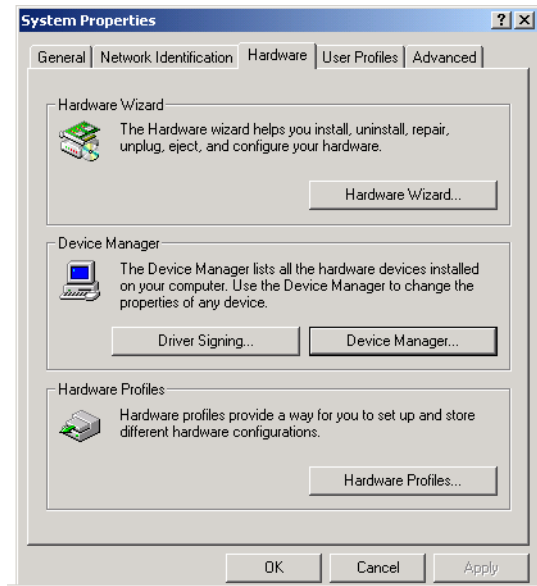 System Properties
General Network Identification Hardware User Profiles Advanced
Hardware Wizard
The Hardware wizard helps you install, uninstall, repair,
unplug, eject, and configure your hardware.
Hardware Wizard...
Device Manager
The Device Manager lists all the hardware devices installed
on your computer. Use the Device Manager to change the
properties of any device.
Driver Signing... Device Manager...
Hardware Profiles
Hardware profiles provide a way for you to set up and store
different hardware configurations.
Hardware Profiles...
OK Cancel Apply